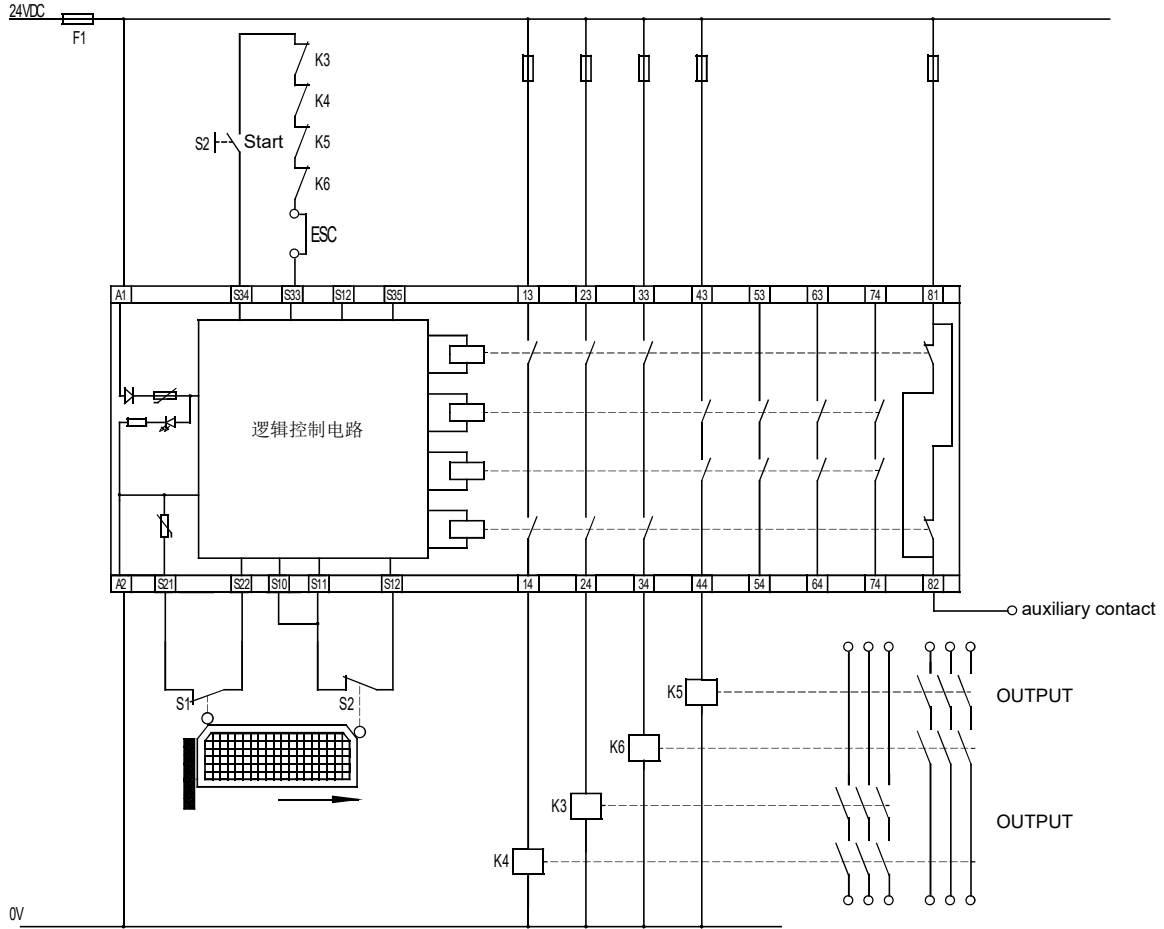 24VDC
F1
K3
K4
S2 Start K5
K6
ESC
A1 S34 S33 S12 S35 13 23 33 43 53 63 74 81
逻辑控制电路
A2 S21 S22 S10 S11 S12 14 24 34 44 54 64 74 82
auxiliary contact
K5 OUTPUT
S1 S2
K6
K3
OUTPUT
K4
0V